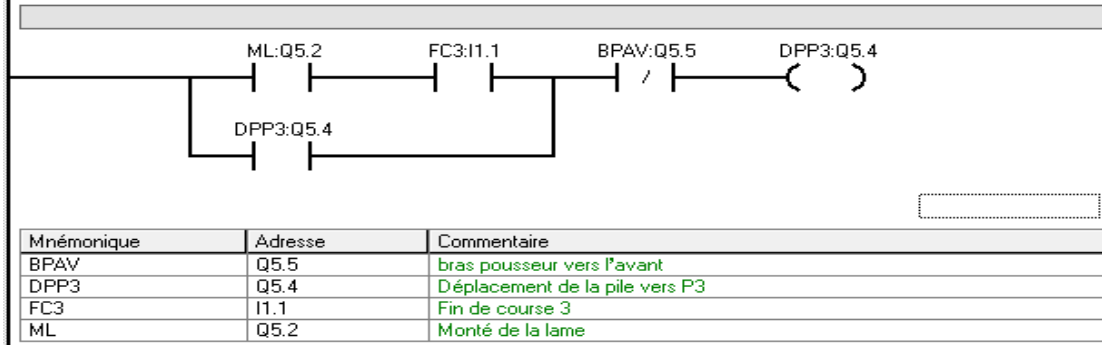 ML:Q5.2 FC3:I1.1 BPAV:Q5.5 DPP3:Q5.4
/
DPP3:Q5.4
Mnémonique Adresse Commentaire
BPAV Q5.5 bras pousseur vers l'avant
DPP3 Q5.4 Déplacement de la pile vers P3
FC3 I1.1 Fin de course 3
ML Q5.2 Monté de la lame